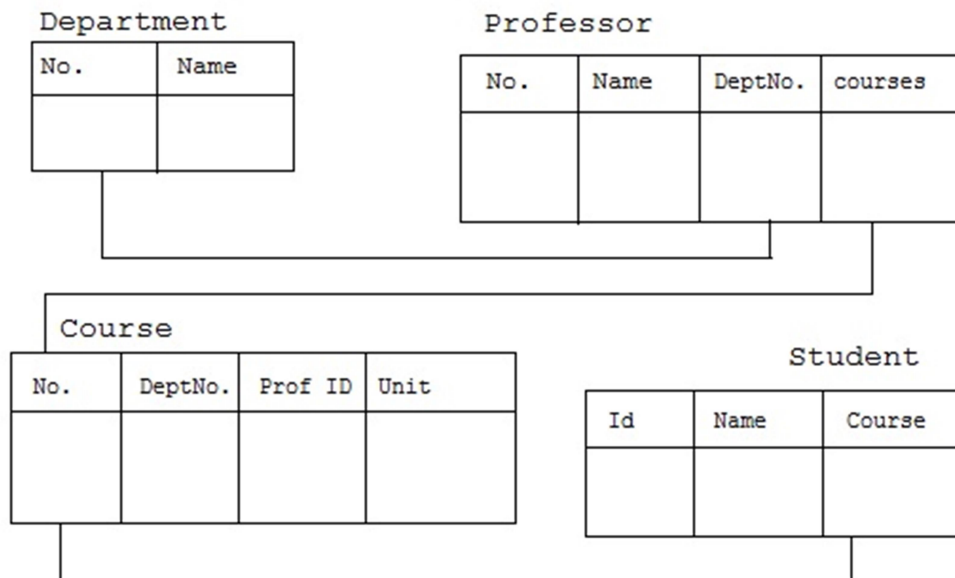 Department
No. Name
Professor
No. Name DeptNo. courses
Course
No. DeptNo. Prof ID Unit
Student
Id Name Course